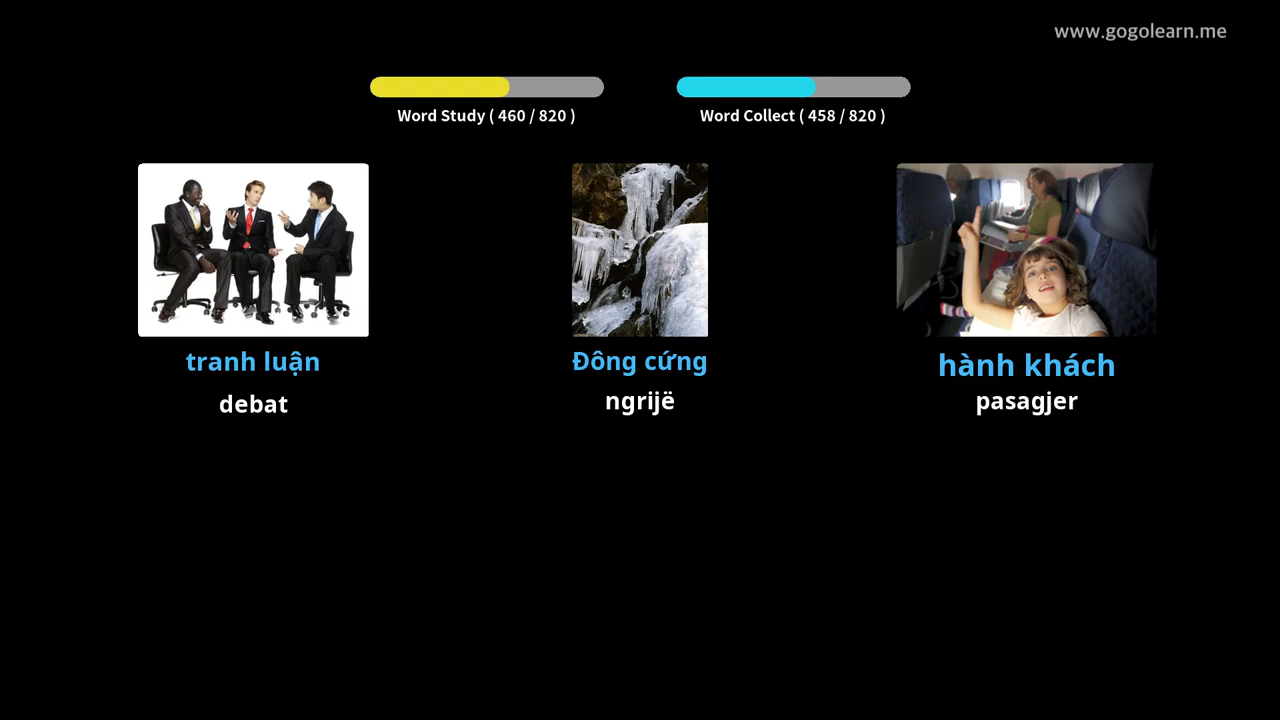 www.gogolearn.me
Word Study ( 460 / 820 )
Word Collect ( 458 / 820 )
tranh luận
debat
Đông cứng
ngrijë
hành khách
pasagjer